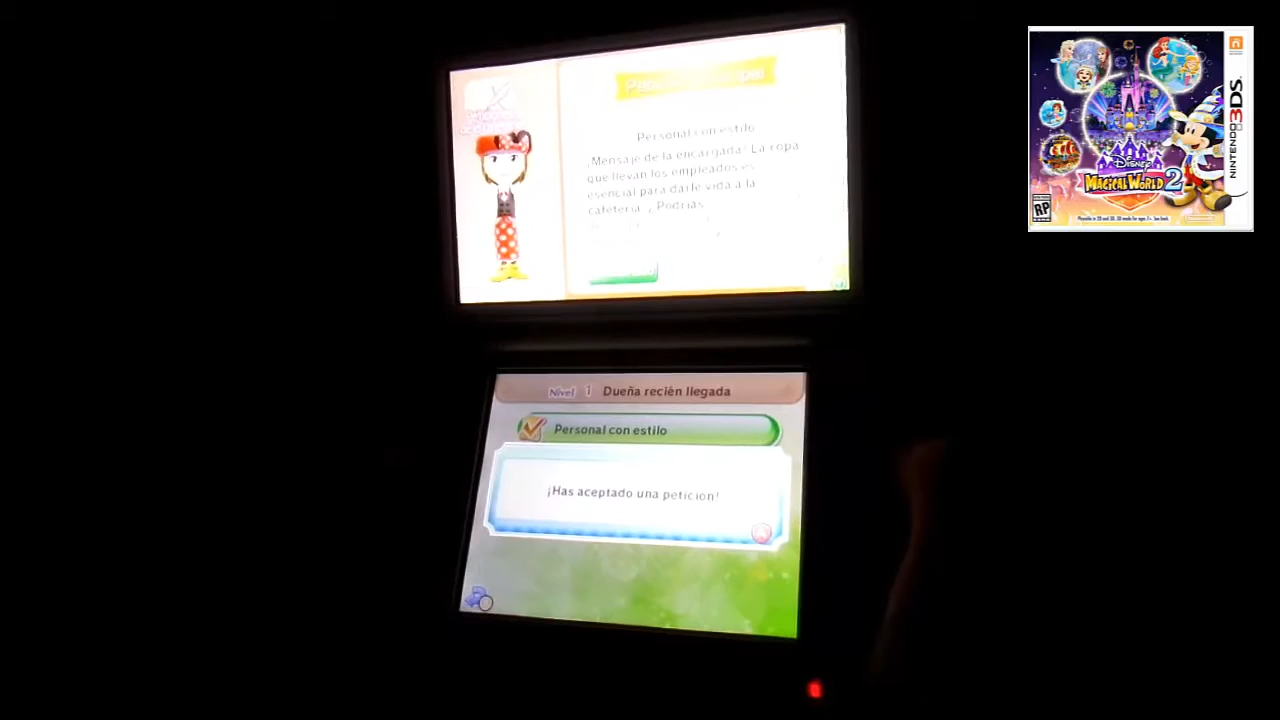 Personal con estilo
¡Mensaje de la encargada! La ropa
que llevan los empleados es
esencial para darle vida a la
cafetería. ¿Podrías
Nivel 1 Dueña recién llegada
Personal con estilo
¡Has aceptado una petición!
NINTENDO 3DS
Disney
MAGICAL WORLD 2
RP